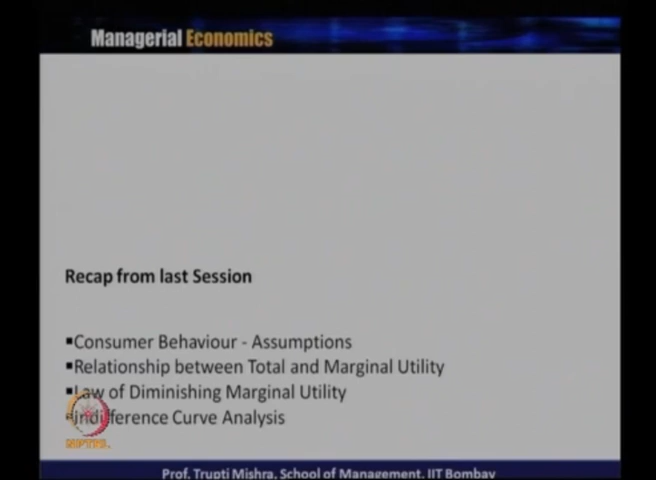 Managerial Economics
Recap from last Session
▪Consumer Behaviour - Assumptions
▪Relationship between Total and Marginal Utility
▪Law of Diminishing Marginal Utility
▪Indifference Curve Analysis
NPTEL
Prof. Trupti Mishra, School of Management, IIT Bombay